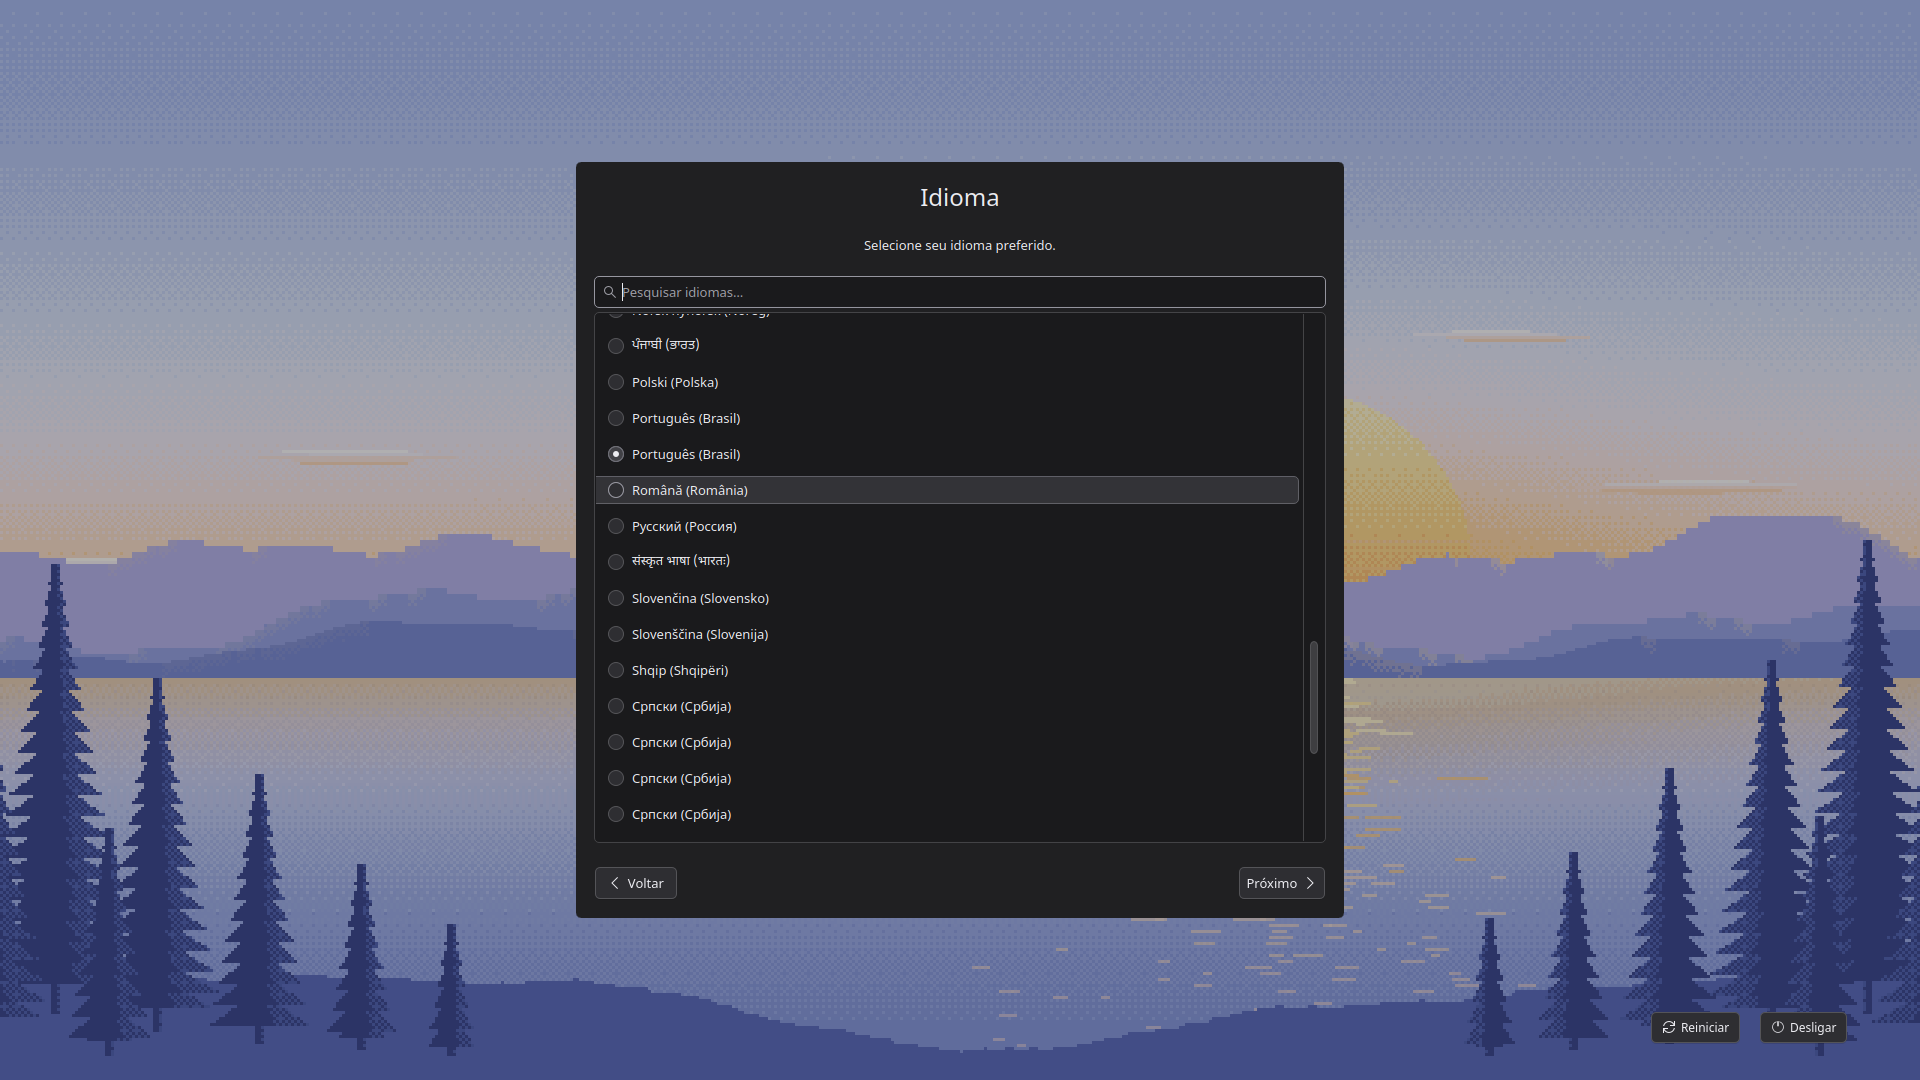 Idioma
Selecione seu idioma preferido.
Pesquisar idiomas...
ਪੰਜਾਬੀ (ਭਾਰਤ)
Polski (Polska)
Português (Brasil)
Português (Brasil)
Română (România)
Русский (Россия)
संस्कृत भाषा (भारतः)
Slovenčina (Slovensko)
Slovenščina (Slovenija)
Shqip (Shqipëri)
Српски (Србија)
Српски (Србија)
Српски (Србија)
Српски (Србија)
Voltar
Próximo
Reiniciar
Desligar